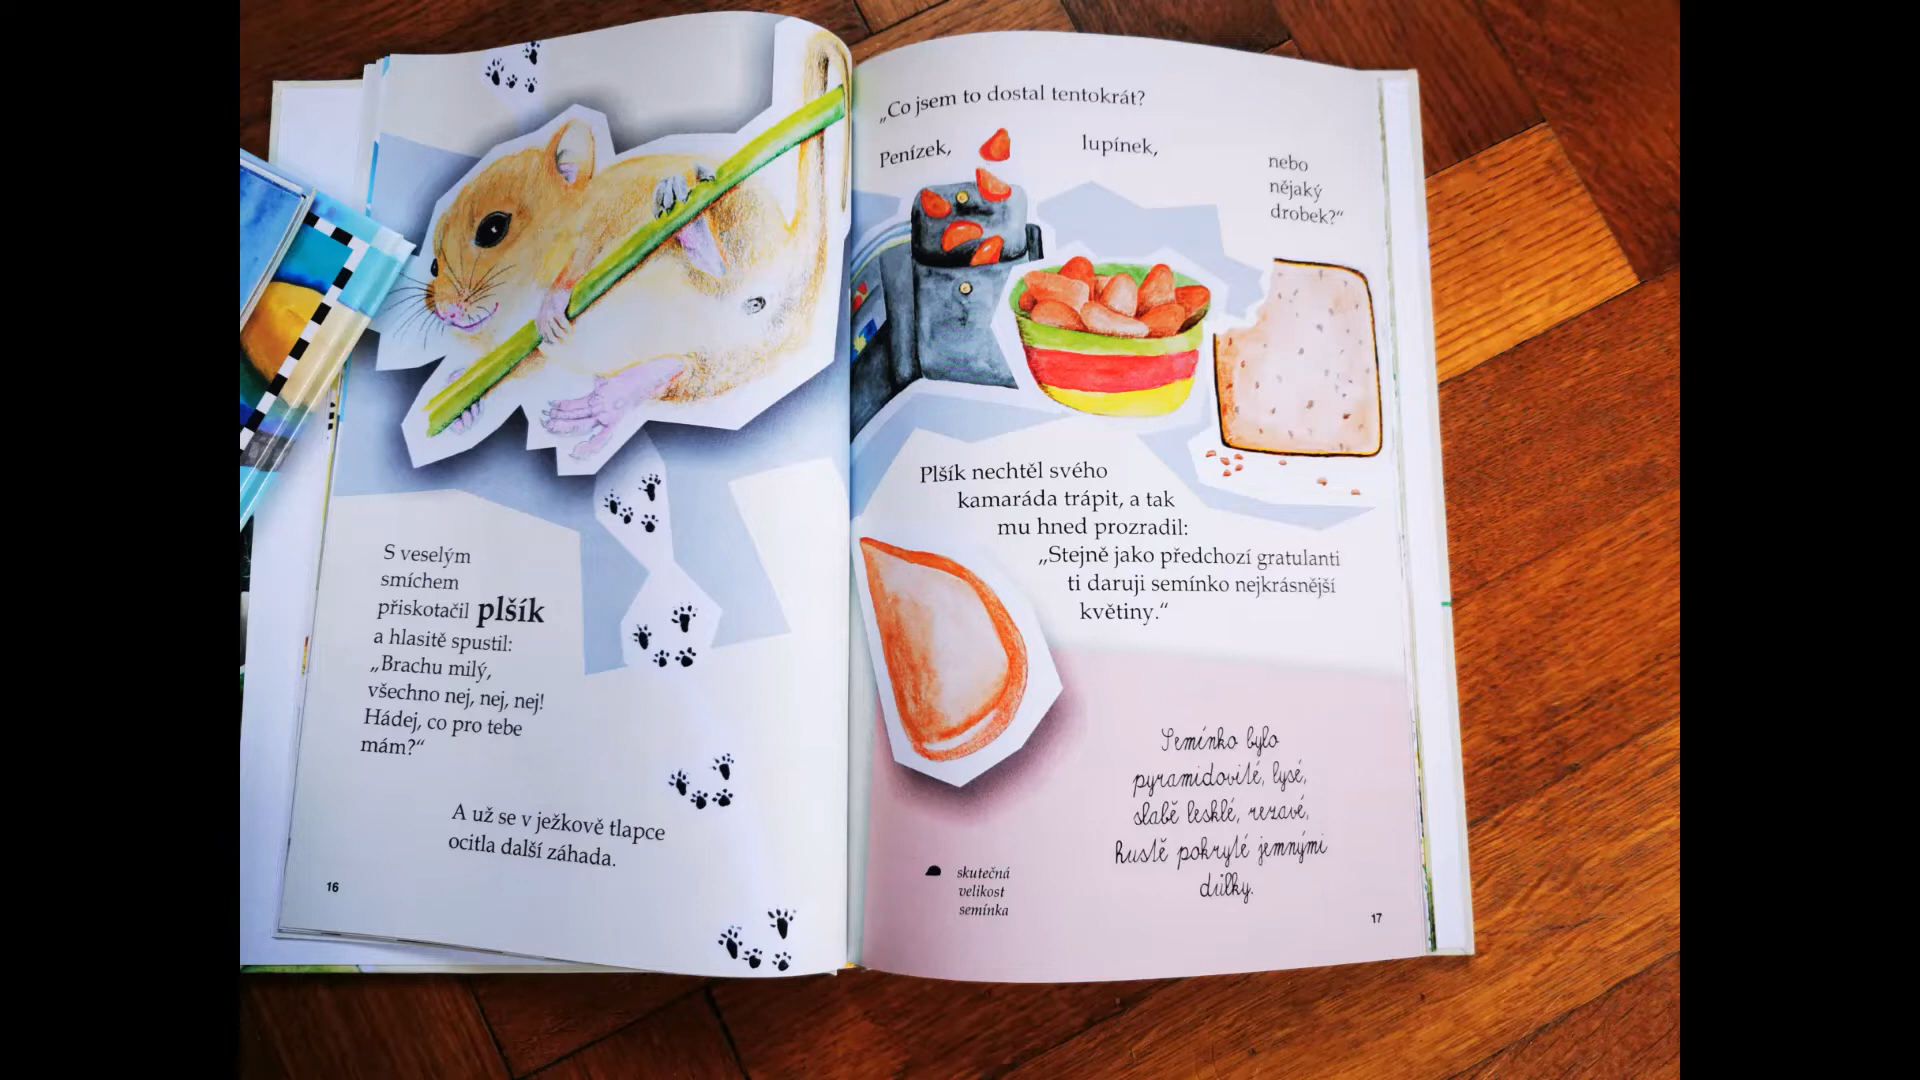 S veselým
smíchem
přiskotačil plšík
a hlasitě spustil:
„Brachu milý,
všechno nej, nej, nej!
Hádej, co pro tebe
mám?“
A už se v ježkově tlapce
ocitla další záhada.
16
„Co jsem to dostal tentokrát?
Penízek,
lupínek,
nebo
nějaký
drobek?“
Plšík nechtěl svého
kamaráda trápit, a tak
mu hned prozradil:
„Stejně jako předchozí gratulanti
ti daruji semínko nejkrásnější
květiny.“
Semínko bylo
pyramidovité, lysé,
slabě lesklé, rezavé,
hustě pokryté jemnými
důlky.
skutečná
velikost
semínka
17